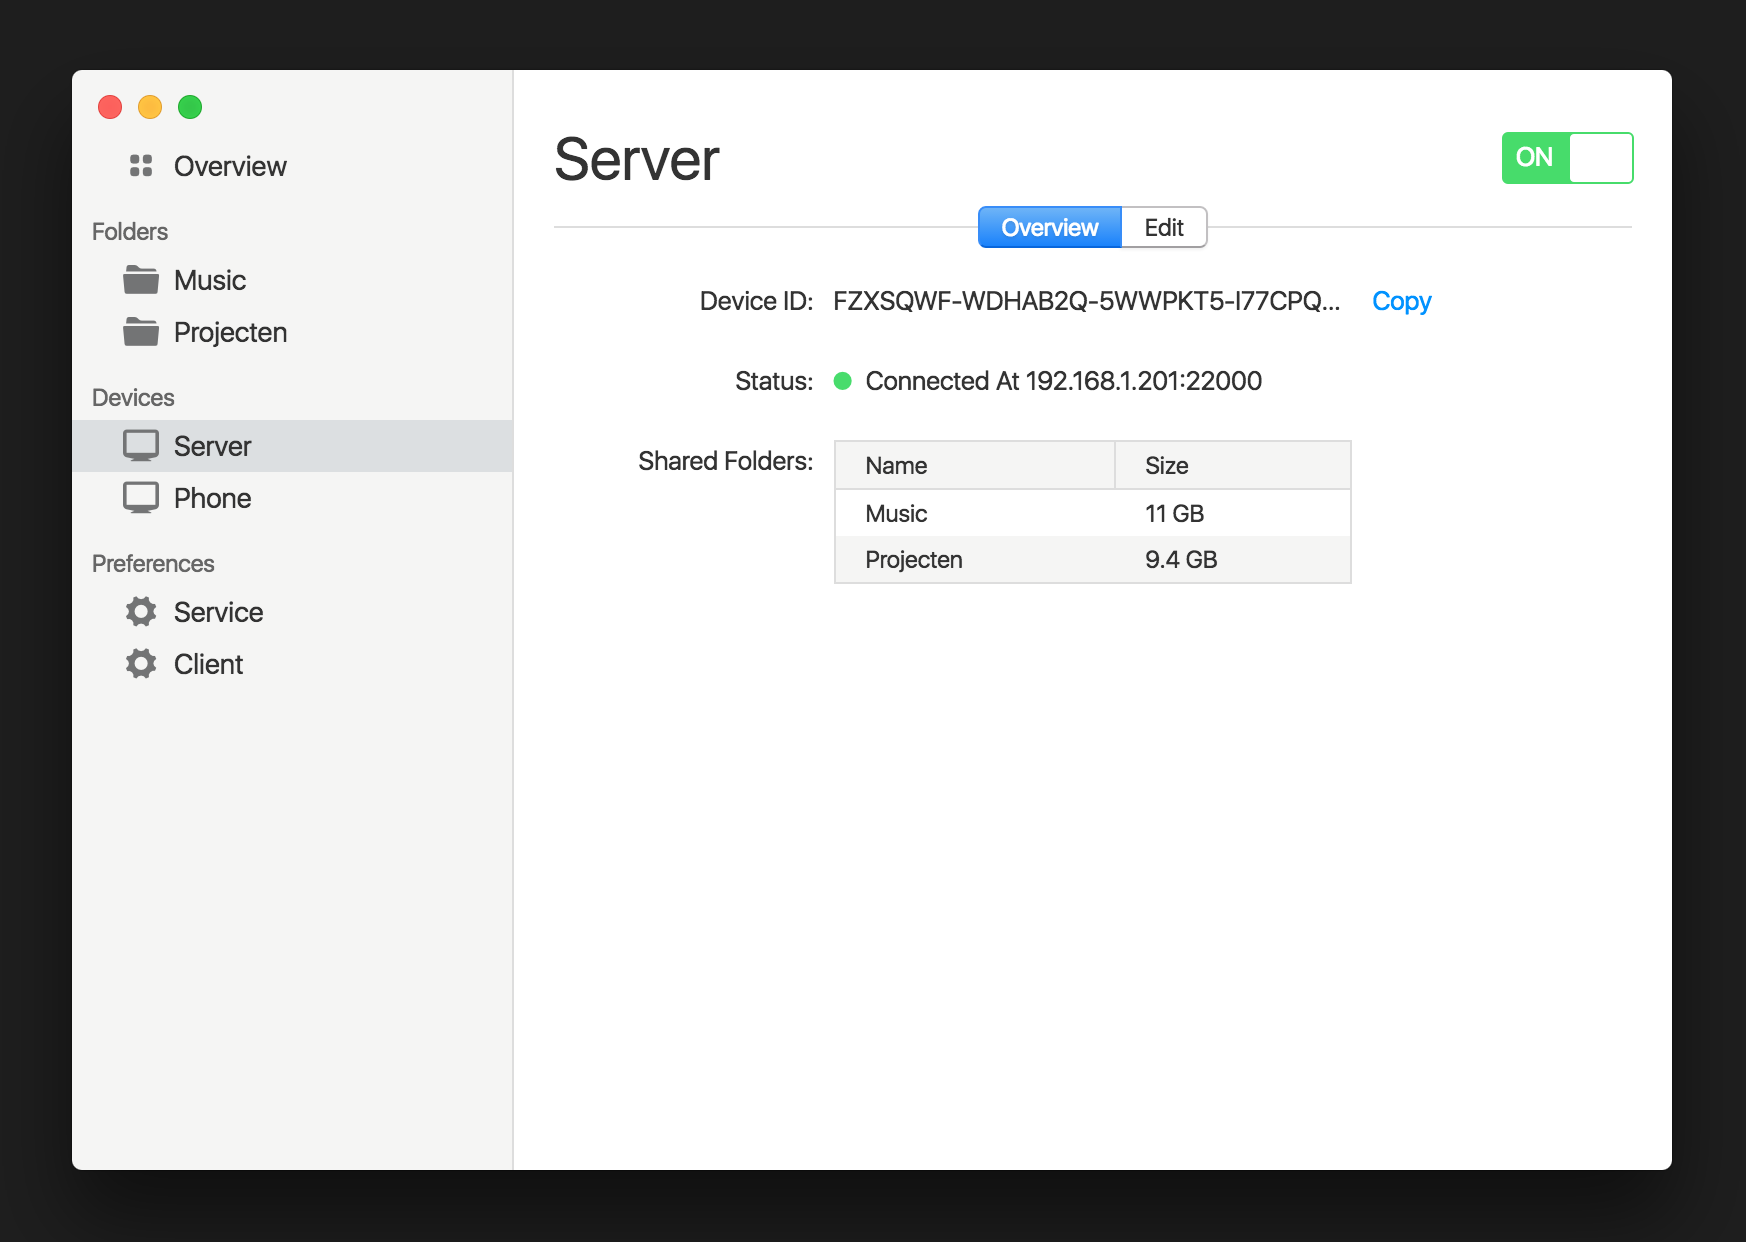 Overview
Folders
Music
Projecten
Devices
Server
Phone
Preferences
Service
Client
Server
ON
Overview Edit
Device ID: FZXSQWF-WDHAB2Q-5WWPKT5-I77CPQ... Copy
Status: Connected At 192.168.1.201:22000
Shared Folders:
Name Size
Music 11 GB
Projecten 9.4 GB